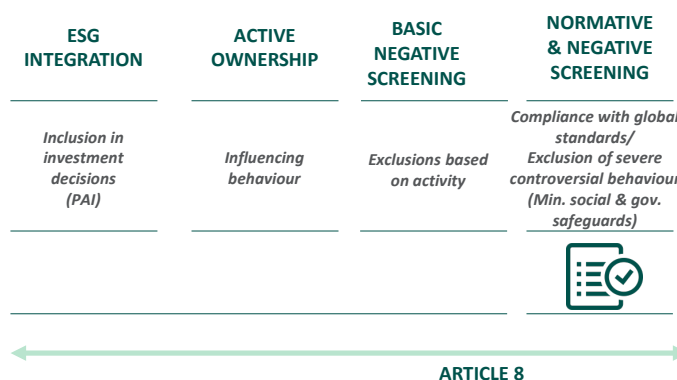 ESG
INTEGRATION
ACTIVE
OWNERSHIP
BASIC
NEGATIVE
SCREENING
NORMATIVE
& NEGATIVE
SCREENING
Inclusion in
investment
decisions
(PAI)
Influencing
behaviour
Exclusions based
on activity
Compliance with global
standards/
Exclusion of severe
controversial behaviour
(Min. social & gov.
safeguards)
ARTICLE 8